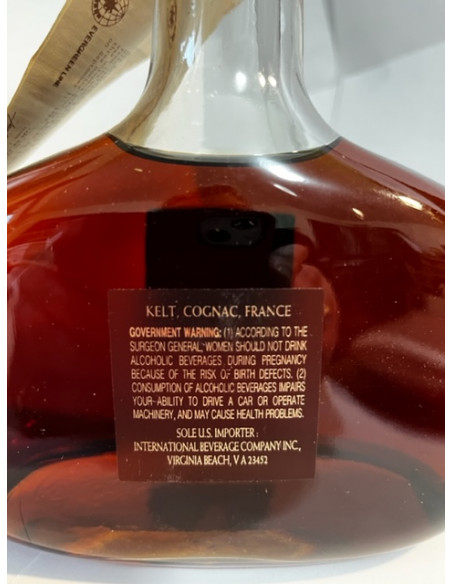 EVERGREEN LINE
KELT, COGNAC, FRANCE
GOVERNMENT WARNING: (1) ACCORDING TO THE
SURGEON GENERAL, WOMEN SHOULD NOT DRINK
ALCOHOLIC BEVERAGES DURING PREGNANCY
BECAUSE OF THE RISK OF BIRTH DEFECTS. (2)
CONSUMPTION OF ALCOHOLIC BEVERAGES IMPAIRS
YOUR ABILITY TO DRIVE A CAR OR OPERATE
MACHINERY, AND MAY CAUSE HEALTH PROBLEMS.
SOLE U.S. IMPORTER :
INTERNATIONAL BEVERAGE COMPANY INC.,
VIRGINIA BEACH, V A 23452